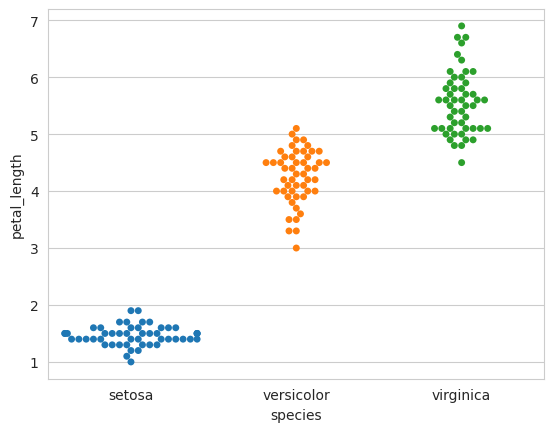 7
6
5
4
3
2
1
petal_length
setosa
versicolor
virginica
species